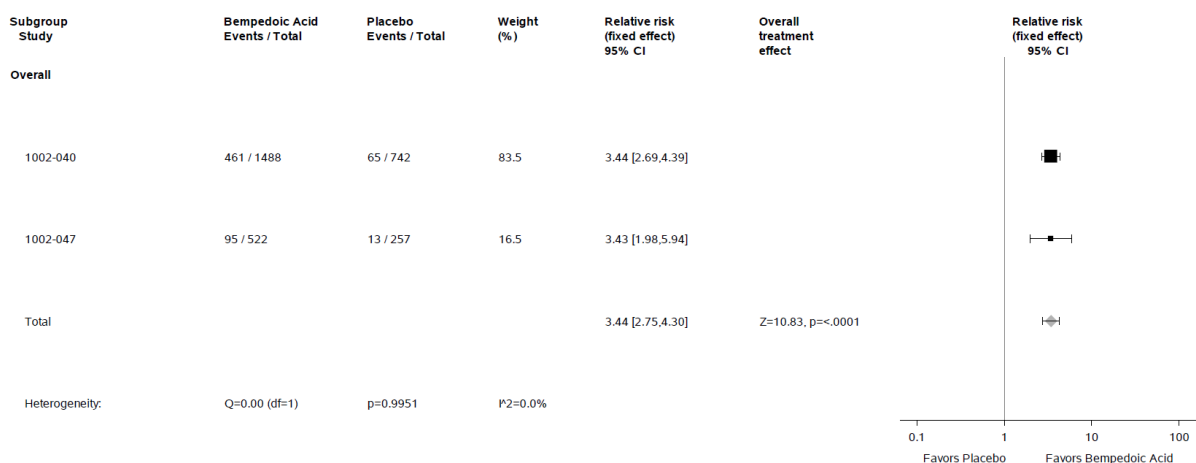 Subgroup Bempedoic Acid Placebo Weight Relative risk Overall Relative risk
Study Events / Total Events / Total (%) (fixed effect) treatment (fixed effect)
95% CI effect 95% CI
Overall
1002-040 461 / 1488 65 / 742 83.5 3.44 [2.69,4.39]
1002-047 95 / 522 13 / 257 16.5 3.43 [1.98,5.94]
Total 3.44 [2.75,4.30] Z=10.83, p=<.0001
Heterogeneity: Q=0.00 (df=1) p=0.9951 I^2=0.0%
0.1 1 10 100
Favors Placebo Favors Bempedoic Acid